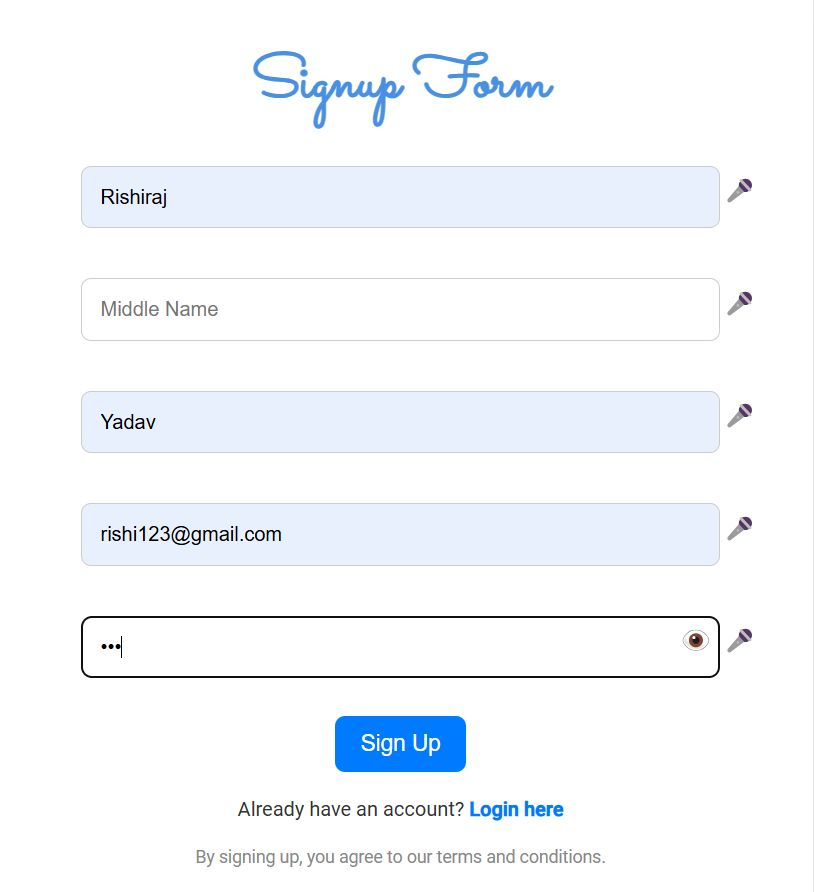 Signup Form
Rishiraj
Middle Name
Yadav
rishi123@gmail.com
•••
Sign Up
Already have an account? Login here
By signing up, you agree to our terms and conditions.